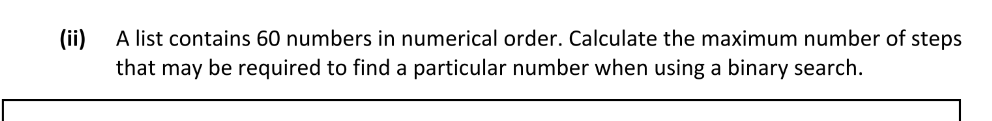 (ii) A list contains 60 numbers in numerical order. Calculate the maximum number of steps
that may be required to find a particular number when using a binary search.